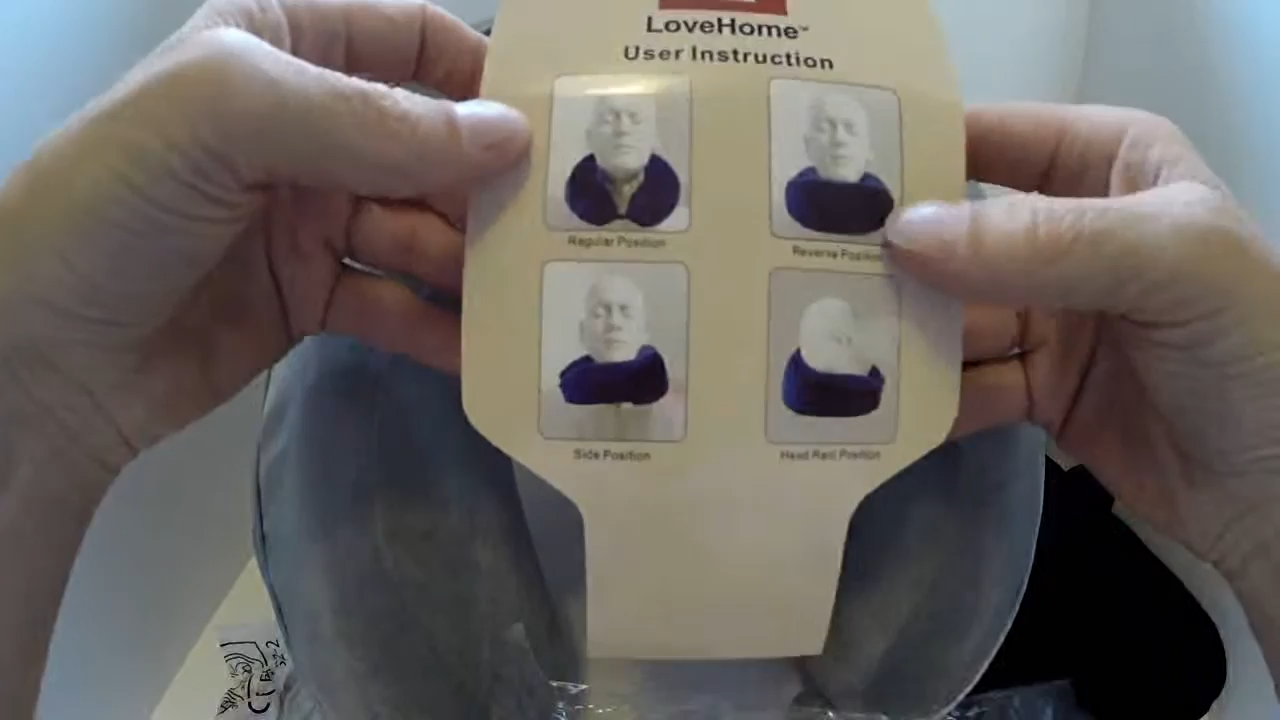 LoveHome™
User Instruction
Regular Position
Reverse Position
Side Position
Head Rest Position